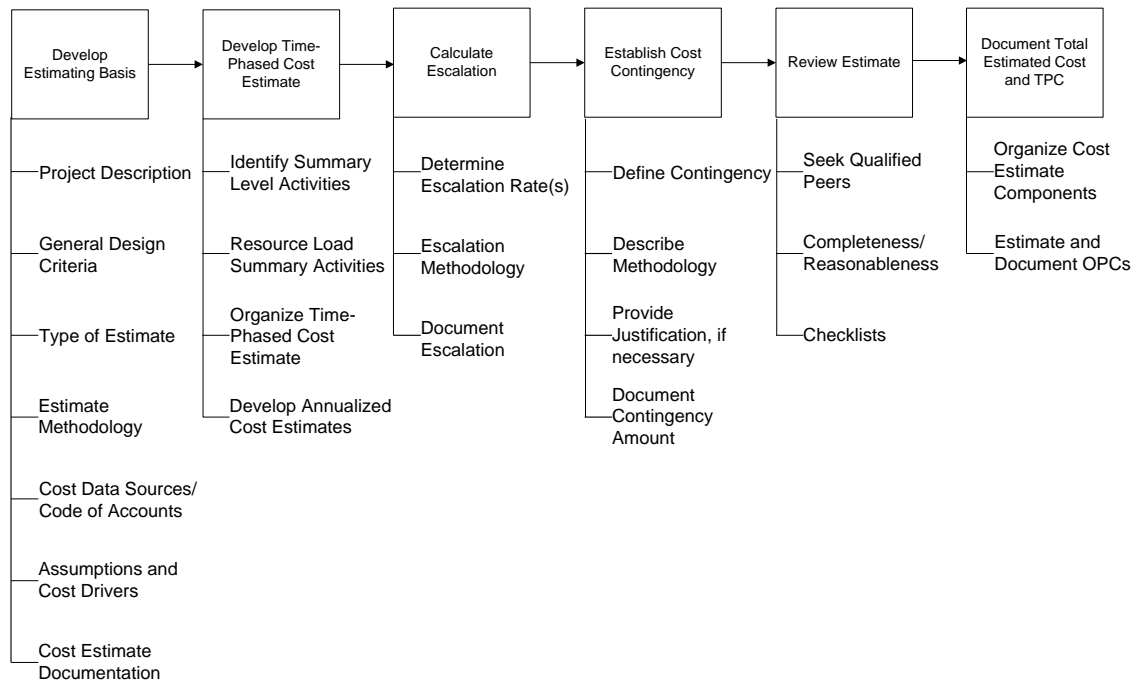 Develop
Estimating Basis
Develop Time-
Phased Cost
Estimate
Calculate
Escalation
Establish Cost
Contingency
Review Estimate
Document Total
Estimated Cost
and TPC
Project Description
General Design
Criteria
Type of Estimate
Estimate
Methodology
Cost Data Sources/
Code of Accounts
Assumptions and
Cost Drivers
Cost Estimate
Documentation
Identify Summary
Level Activities
Resource Load
Summary Activities
Organize Time-
Phased Cost
Estimate
Develop Annualized
Cost Estimates
Determine
Escalation Rate(s)
Escalation
Methodology
Document
Escalation
Define Contingency
Describe
Methodology
Provide
Justification, if
necessary
Document
Contingency
Amount
Seek Qualified
Peers
Completeness/
Reasonableness
Checklists
Organize Cost
Estimate
Components
Estimate and
Document OPCs